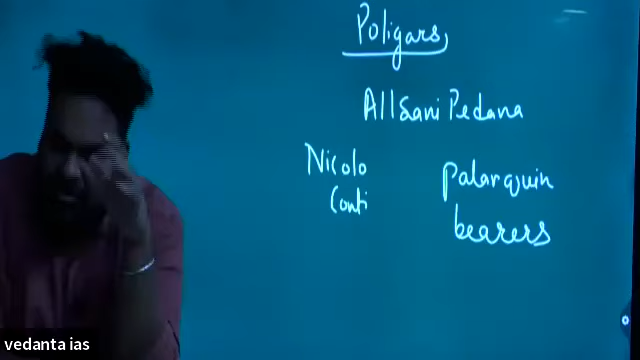 Poligars
Allsani Pedana
Nicolo
Conti
palanquin
bearers
vedanta ias